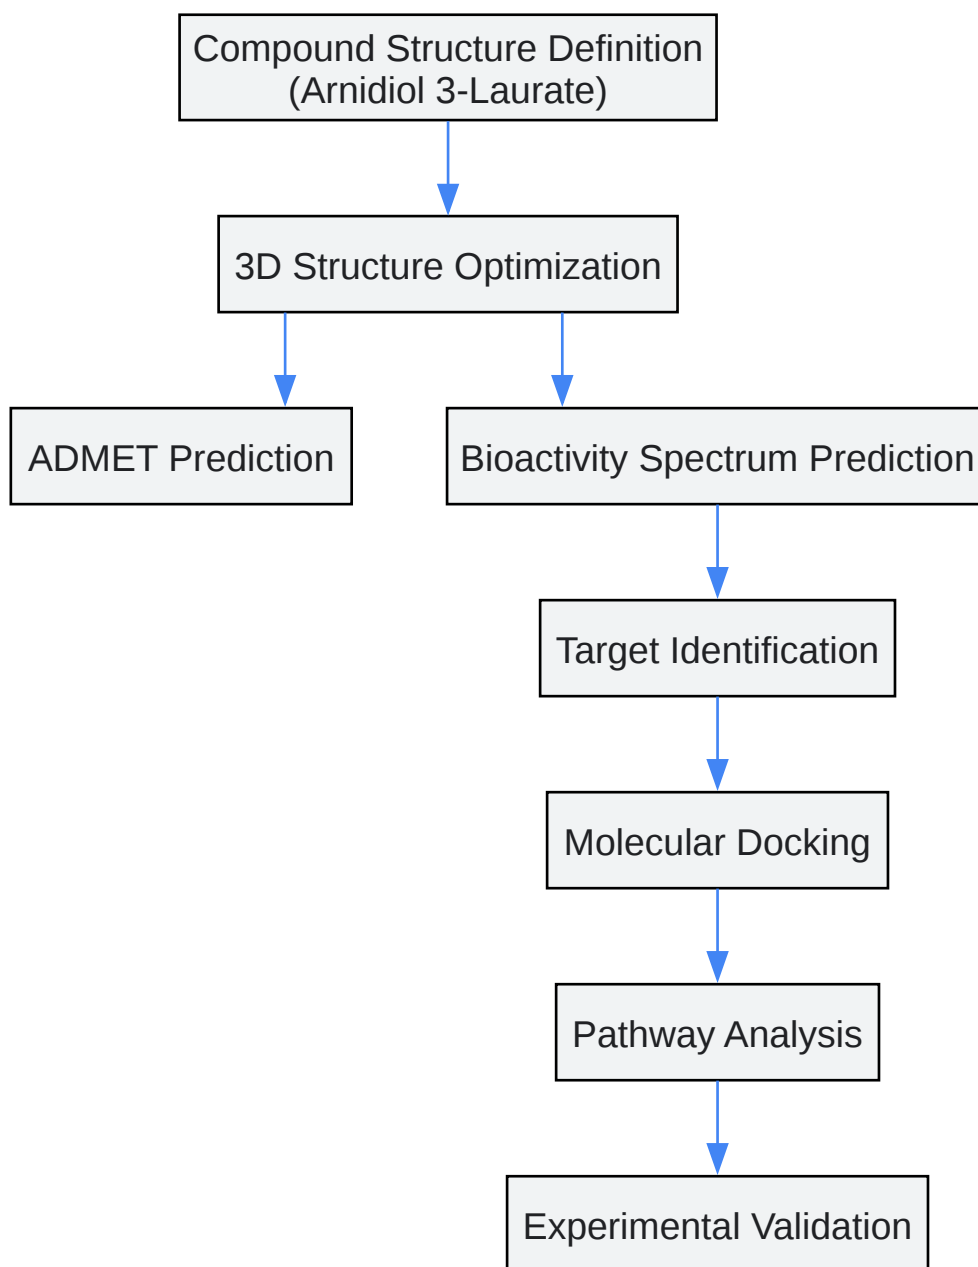 Compound Structure Definition
(Arnidiol 3-Laurate)
3D Structure Optimization
ADMET Prediction
Bioactivity Spectrum Prediction
Target Identification
Molecular Docking
Pathway Analysis
Experimental Validation